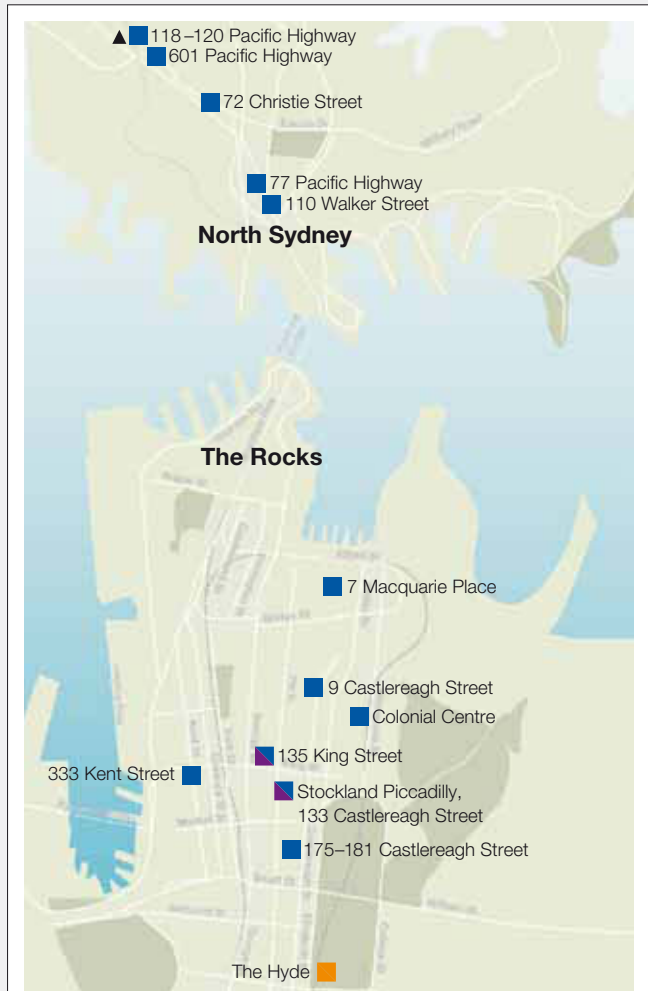 118–120 Pacific Highway
601 Pacific Highway
72 Christie Street
77 Pacific Highway
110 Walker Street
North Sydney
The Rocks
7 Macquarie Place
9 Castlereagh Street
Colonial Centre
135 King Street
333 Kent Street
Stockland Piccadilly,
133 Castlereagh Street
175–181 Castlereagh Street
The Hyde